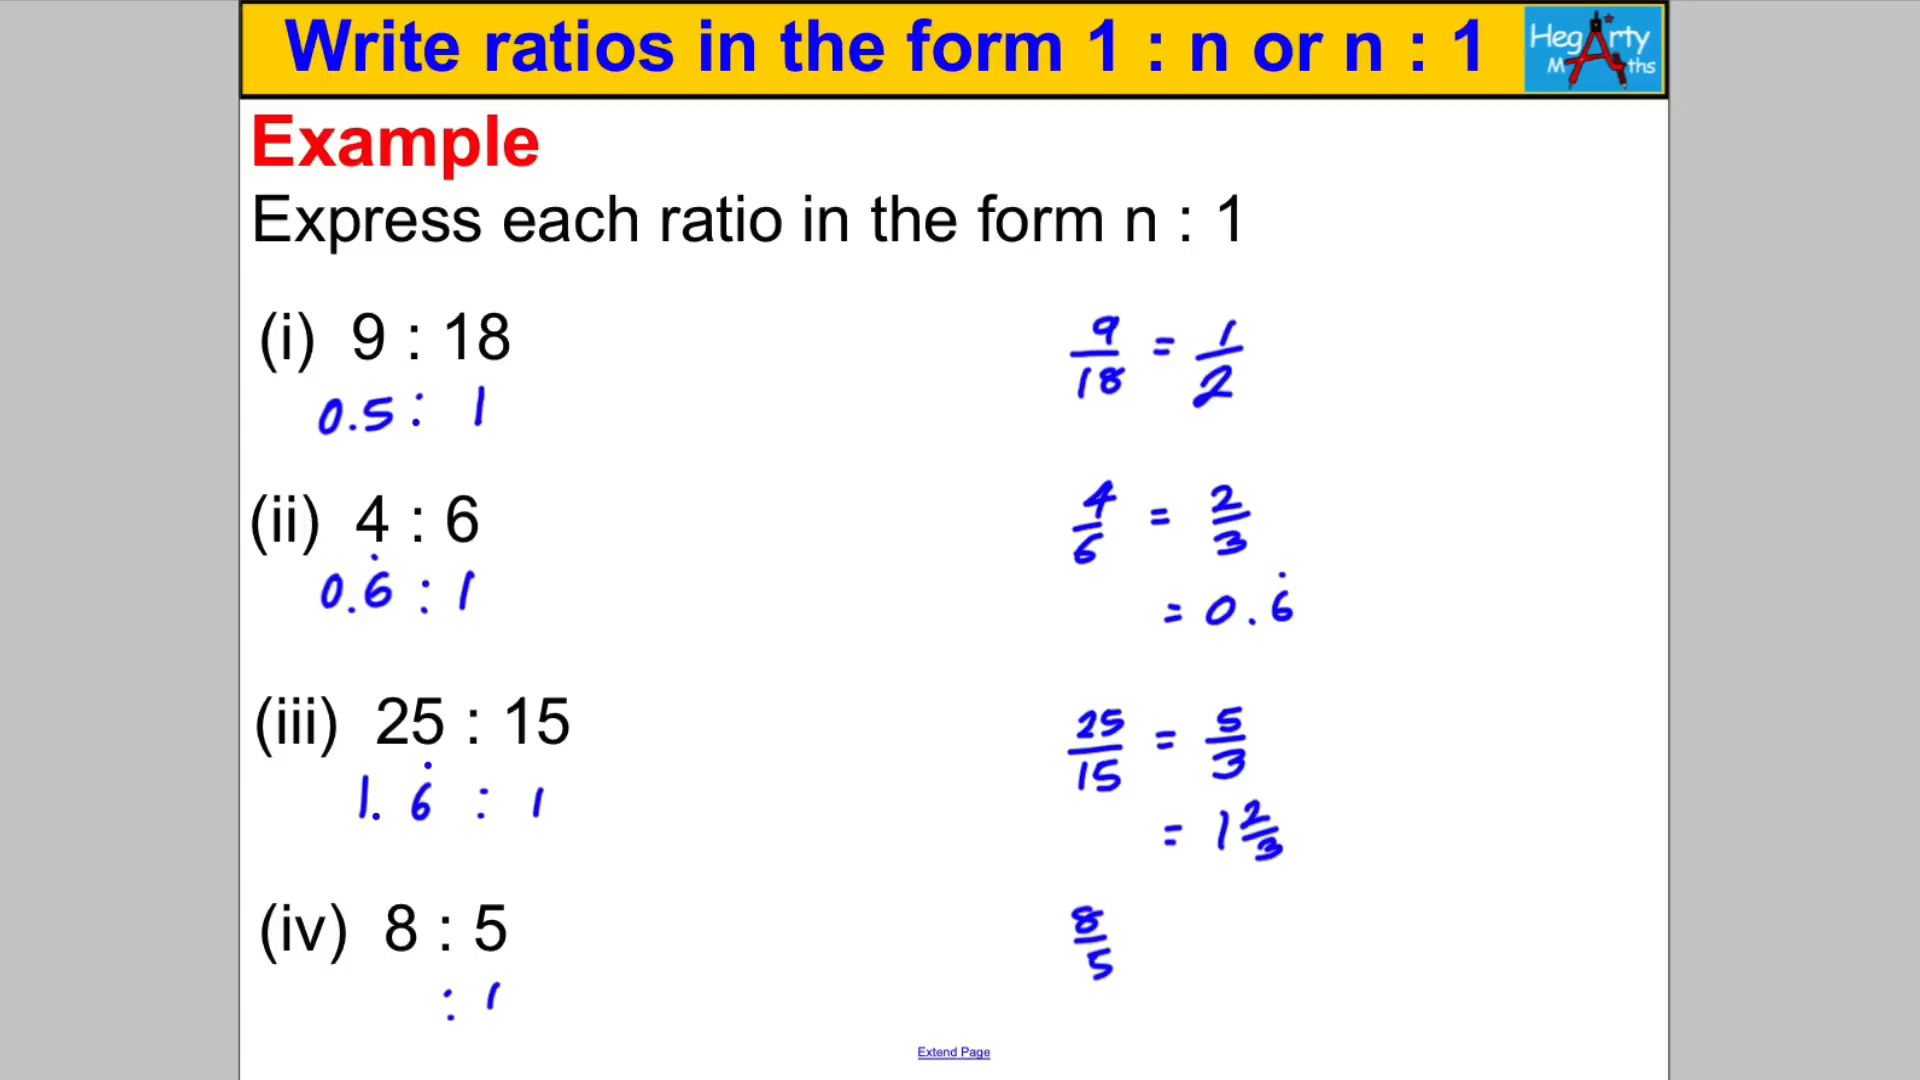 Write ratios in the form 1 : n or n : 1
Hegarty
Maths
Example
Express each ratio in the form n : 1
(i) 9 : 18
0.5 : 1
9/18 = 1/2
(ii) 4 : 6
0.6̇ : 1
4/6 = 2/3
= 0.6̇
(iii) 25 : 15
1.6̇ : 1
25/15 = 5/3
= 1 2/3
(iv) 8 : 5
: 1
8/5
Extend Page